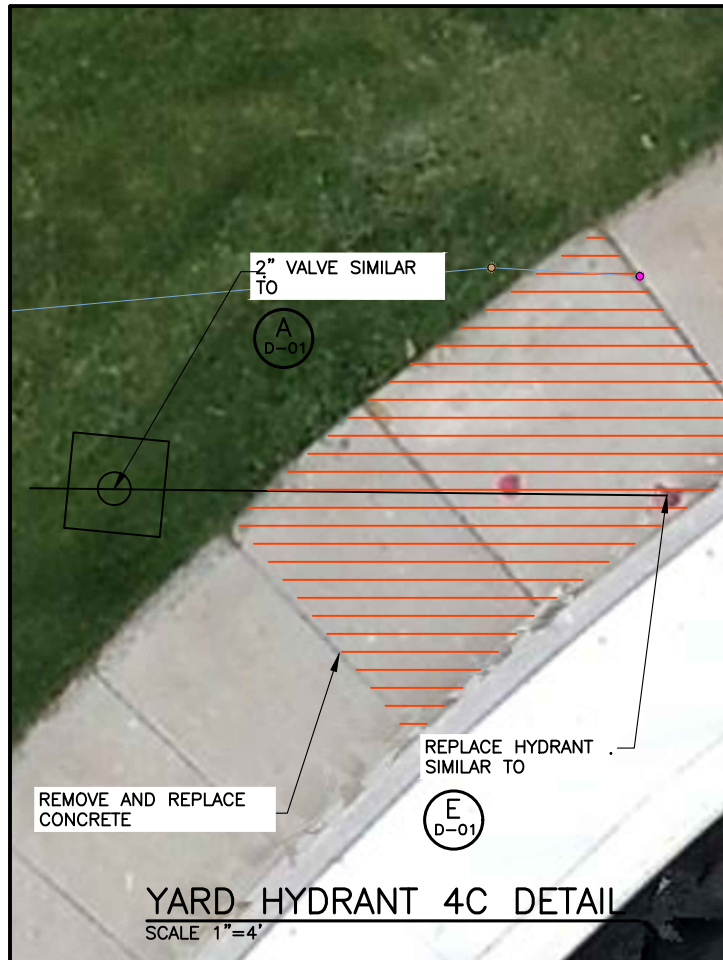 2" VALVE SIMILAR
TO
A
D-01
REPLACE HYDRANT
SIMILAR TO
E
D-01
REMOVE AND REPLACE
CONCRETE
YARD HYDRANT 4C DETAIL
SCALE 1"=4'